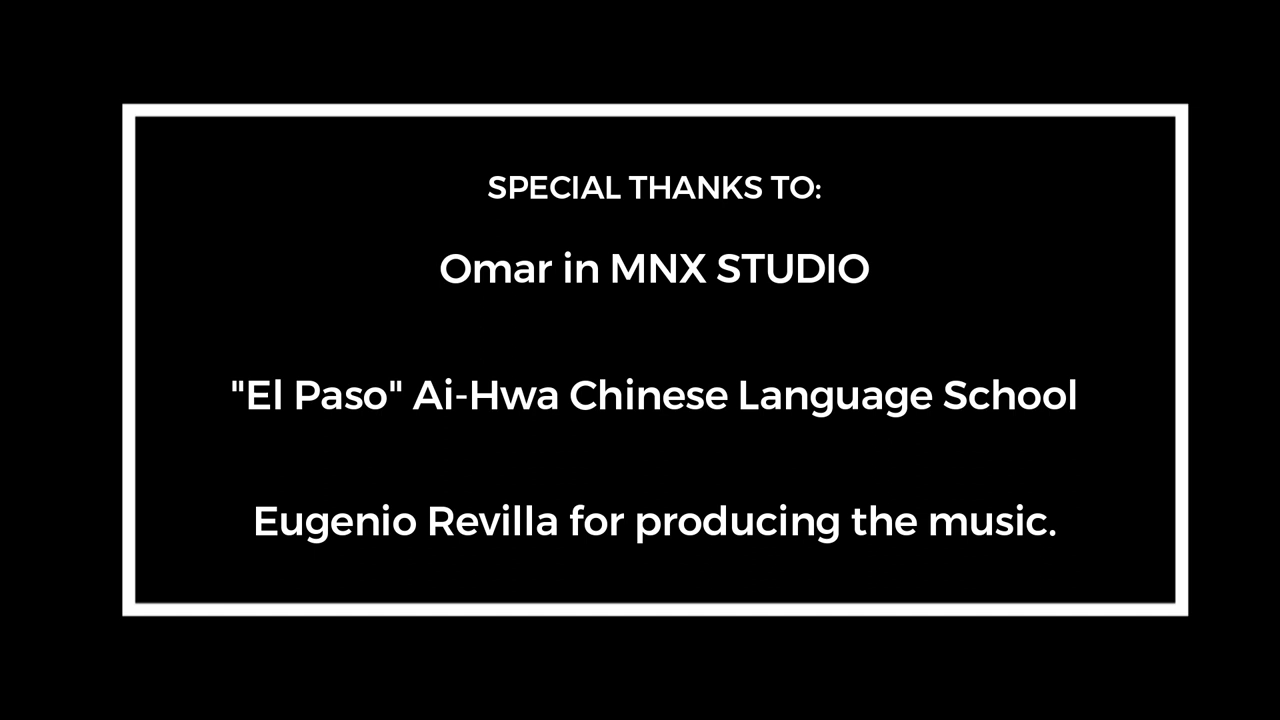 SPECIAL THANKS TO:
Omar in MNX STUDIO
"El Paso" Ai-Hwa Chinese Language School
Eugenio Revilla for producing the music.